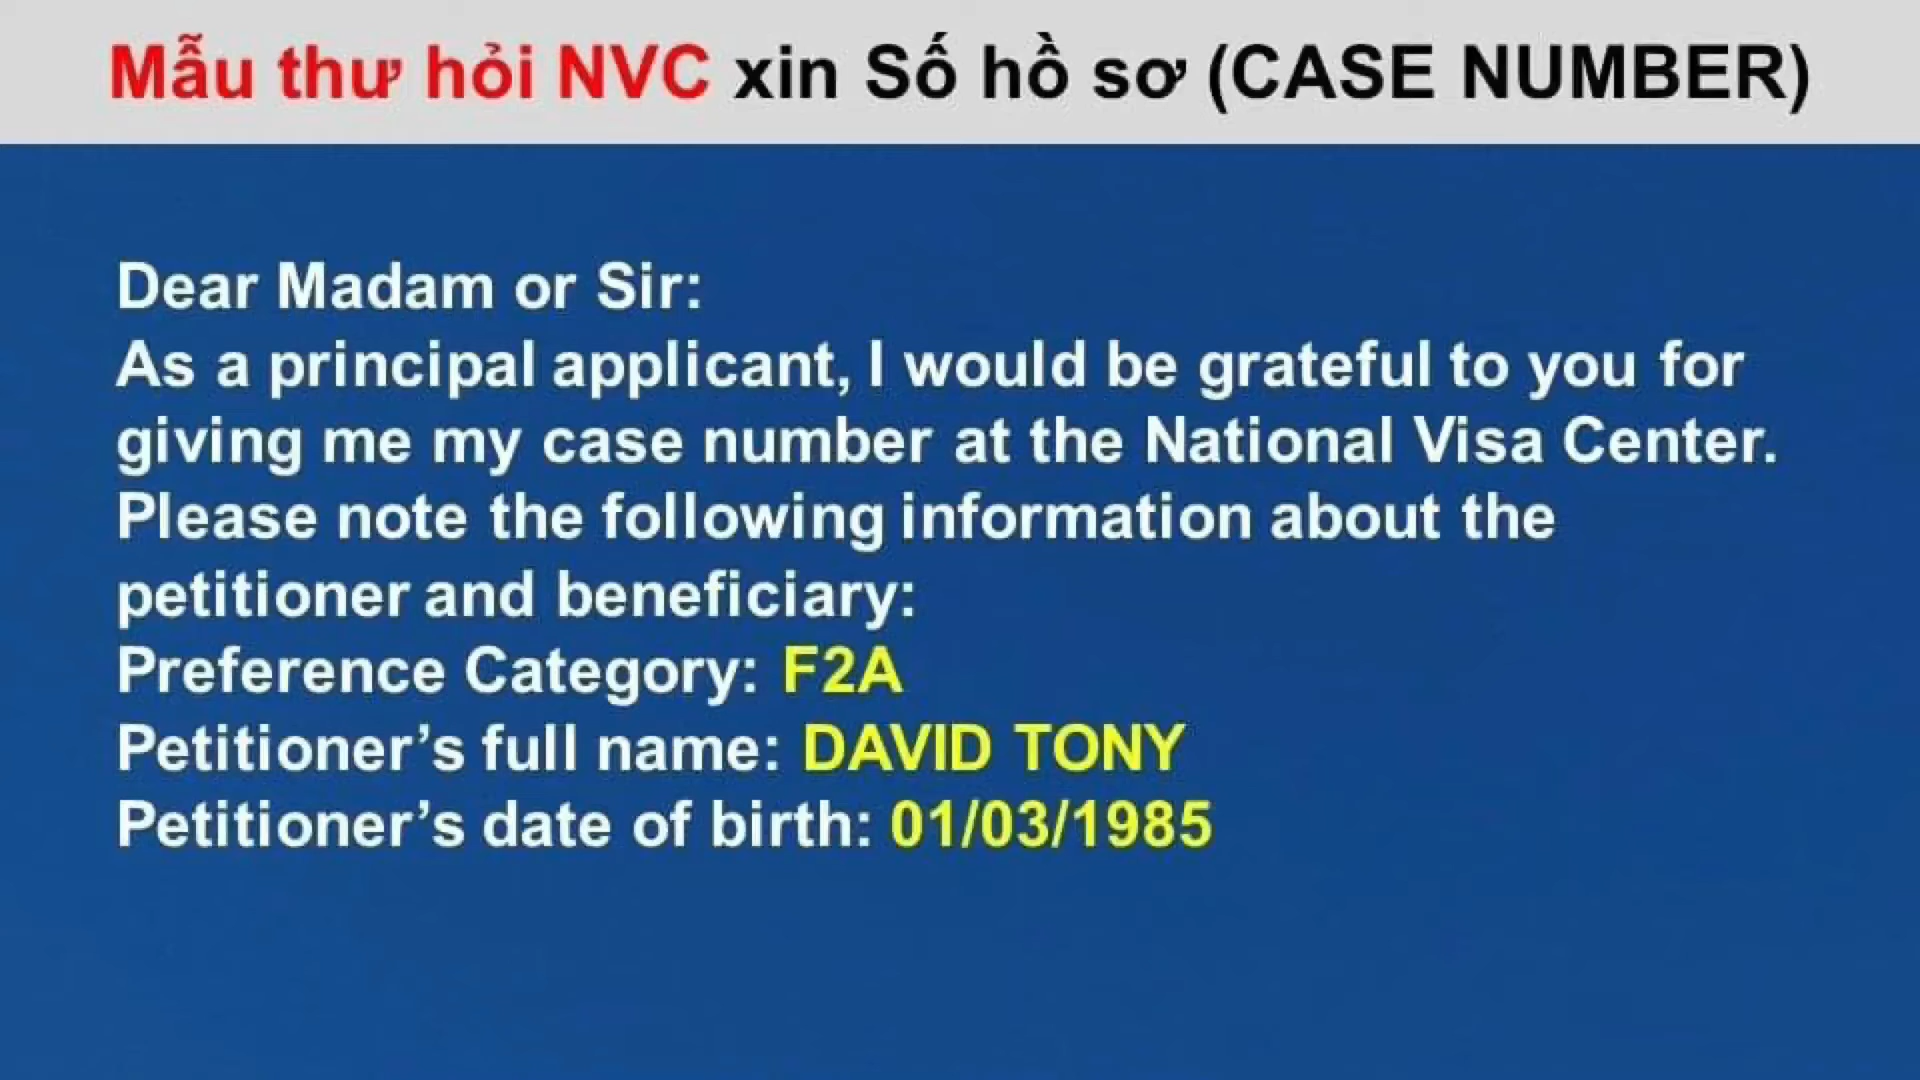 Mẫu thư hỏi NVC xin Số hồ sơ (CASE NUMBER)
Dear Madam or Sir:
As a principal applicant, I would be grateful to you for
giving me my case number at the National Visa Center.
Please note the following information about the
petitioner and beneficiary:
Preference Category: F2A
Petitioner’s full name: DAVID TONY
Petitioner’s date of birth: 01/03/1985